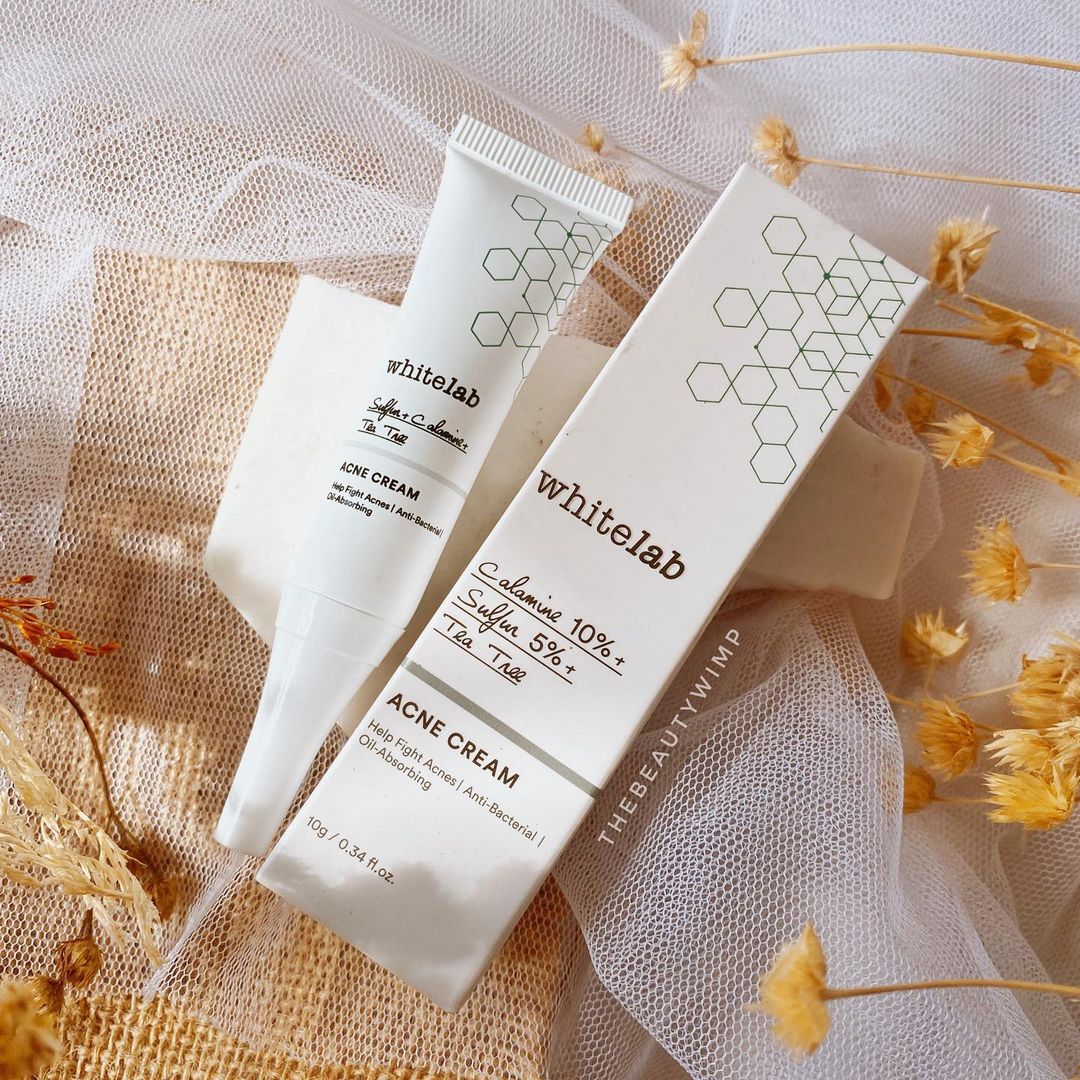 whitelab
Sulfur + Calamine +
Tea Tree
ACNE CREAM
Help Fight Acnes | Anti-Bacterial |
Oil-Absorbing
whitelab
Calamine 10% +
Sulfur 5% +
Tea Tree
ACNE CREAM
Help Fight Acnes | Anti-Bacterial |
Oil-Absorbing
10g / 0.34 fl.oz.
THEBEAUTYWIMP